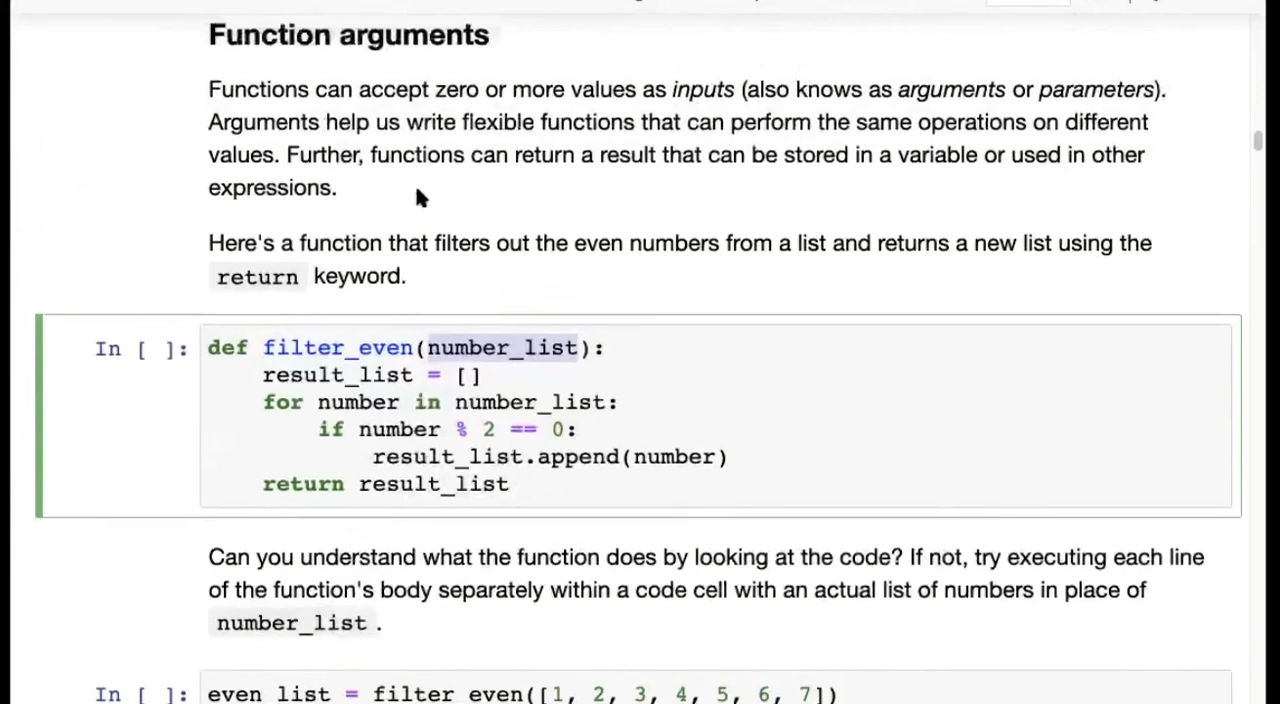 Function arguments
Functions can accept zero or more values as inputs (also knows as arguments or parameters).
Arguments help us write flexible functions that can perform the same operations on different
values. Further, functions can return a result that can be stored in a variable or used in other
expressions.
Here's a function that filters out the even numbers from a list and returns a new list using the
return keyword.
In [ ]: def filter_even(number_list):
    result_list = []
    for number in number_list:
        if number % 2 == 0:
            result_list.append(number)
    return result_list
Can you understand what the function does by looking at the code? If not, try executing each line
of the function's body separately within a code cell with an actual list of numbers in place of
number_list .
In [ ]: even_list = filter_even([1, 2, 3, 4, 5, 6, 7])